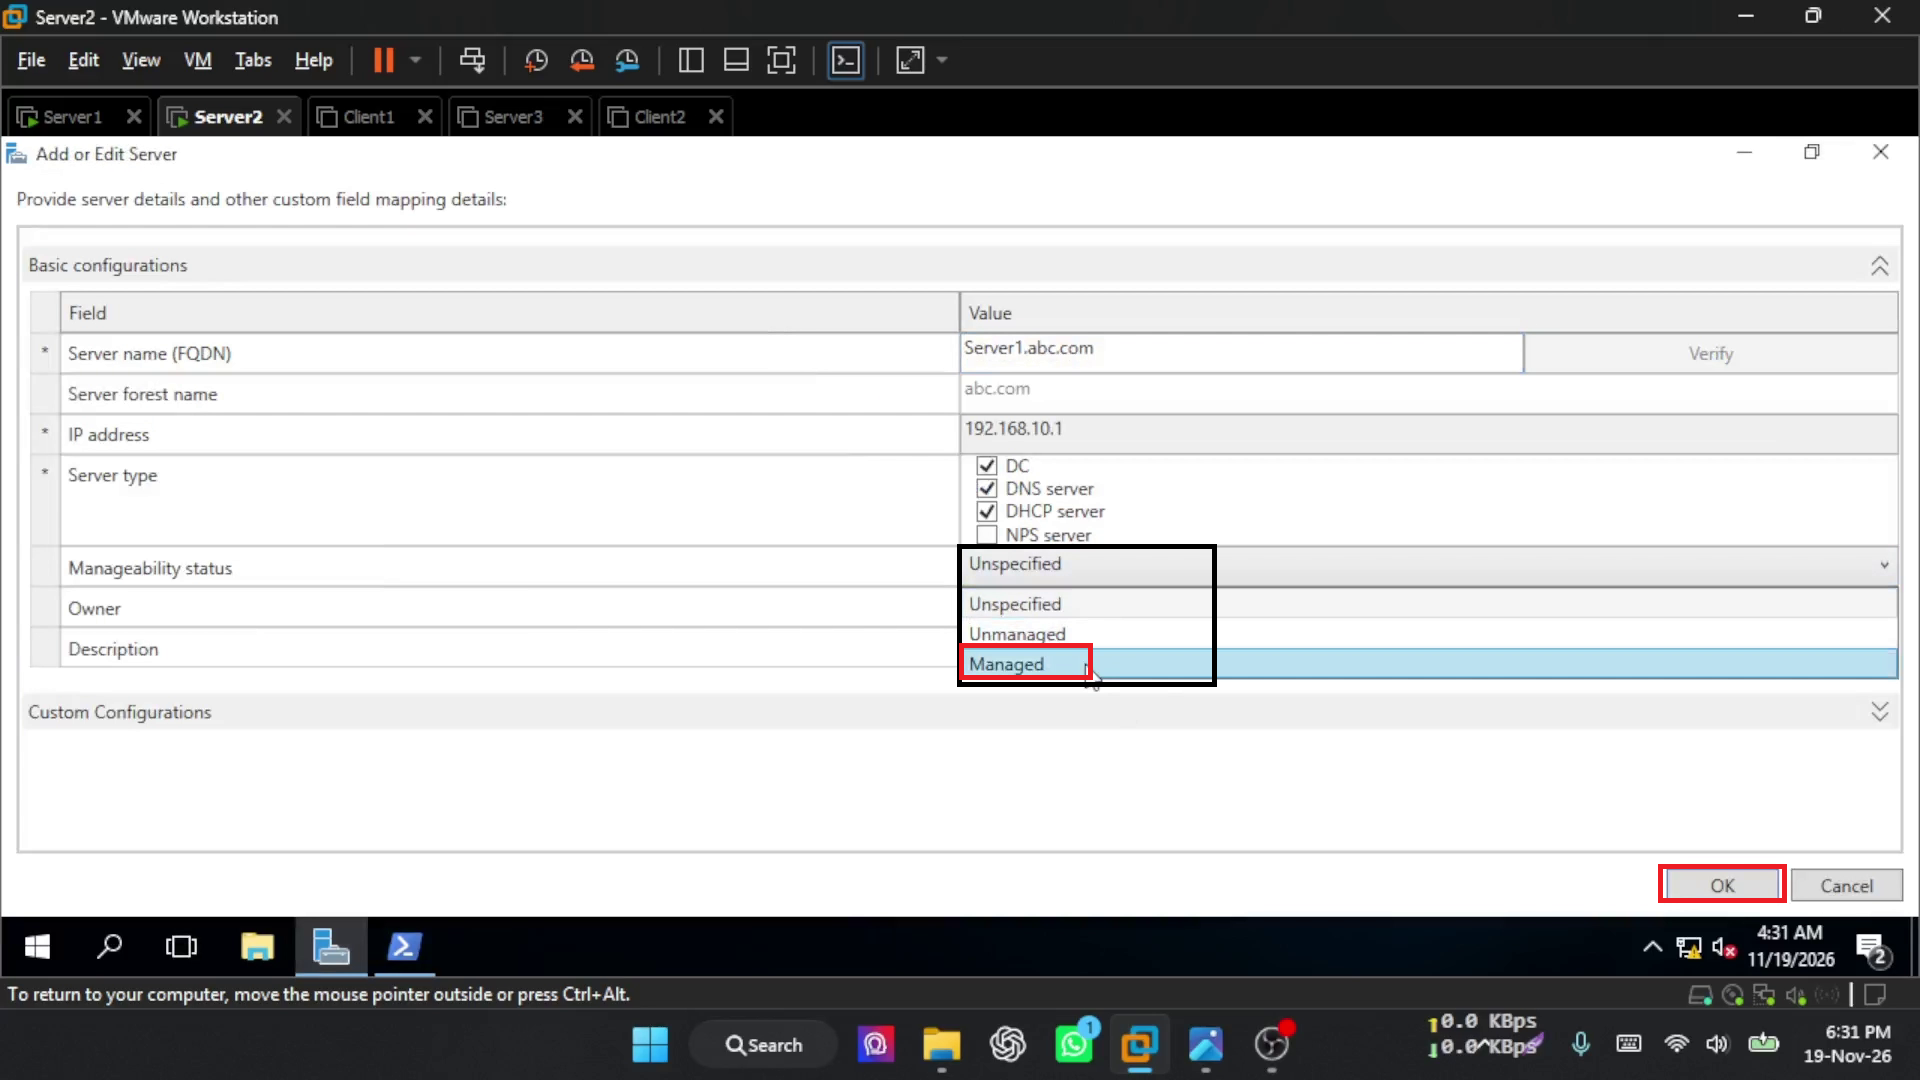 Server2 - VMware Workstation
File Edit View VM Tabs Help
Server1 Server2 Client1 Server3 Client2
Add or Edit Server
Provide server details and other custom field mapping details:
Basic configurations
Field Value
* Server name (FQDN) Server1.abc.com Verify
Server forest name abc.com
* IP address 192.168.10.1
* Server type DC
DNS server
DHCP server
NPS server
Manageability status Unspecified
Owner Unspecified
Unmanaged
Description Managed
Custom Configurations
OK Cancel
4:31 AM
11/19/2026 2
To return to your computer, move the mouse pointer outside or press Ctrl+Alt.
Search 1 0.0 KBps 6:31 PM
0.0 KBps 19-Nov-26